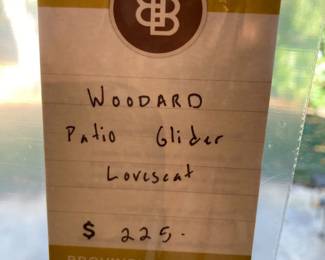 WOODARD
Patio Glider
Loveseat
$ 225.